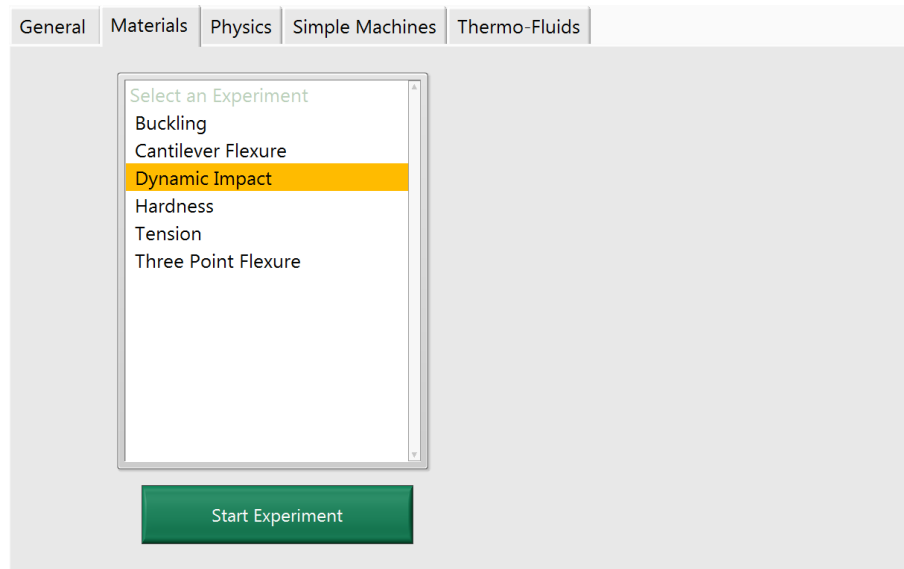 General Materials Physics Simple Machines Thermo-Fluids
Select an Experiment
Buckling
Cantilever Flexure
Dynamic Impact
Hardness
Tension
Three Point Flexure
Start Experiment